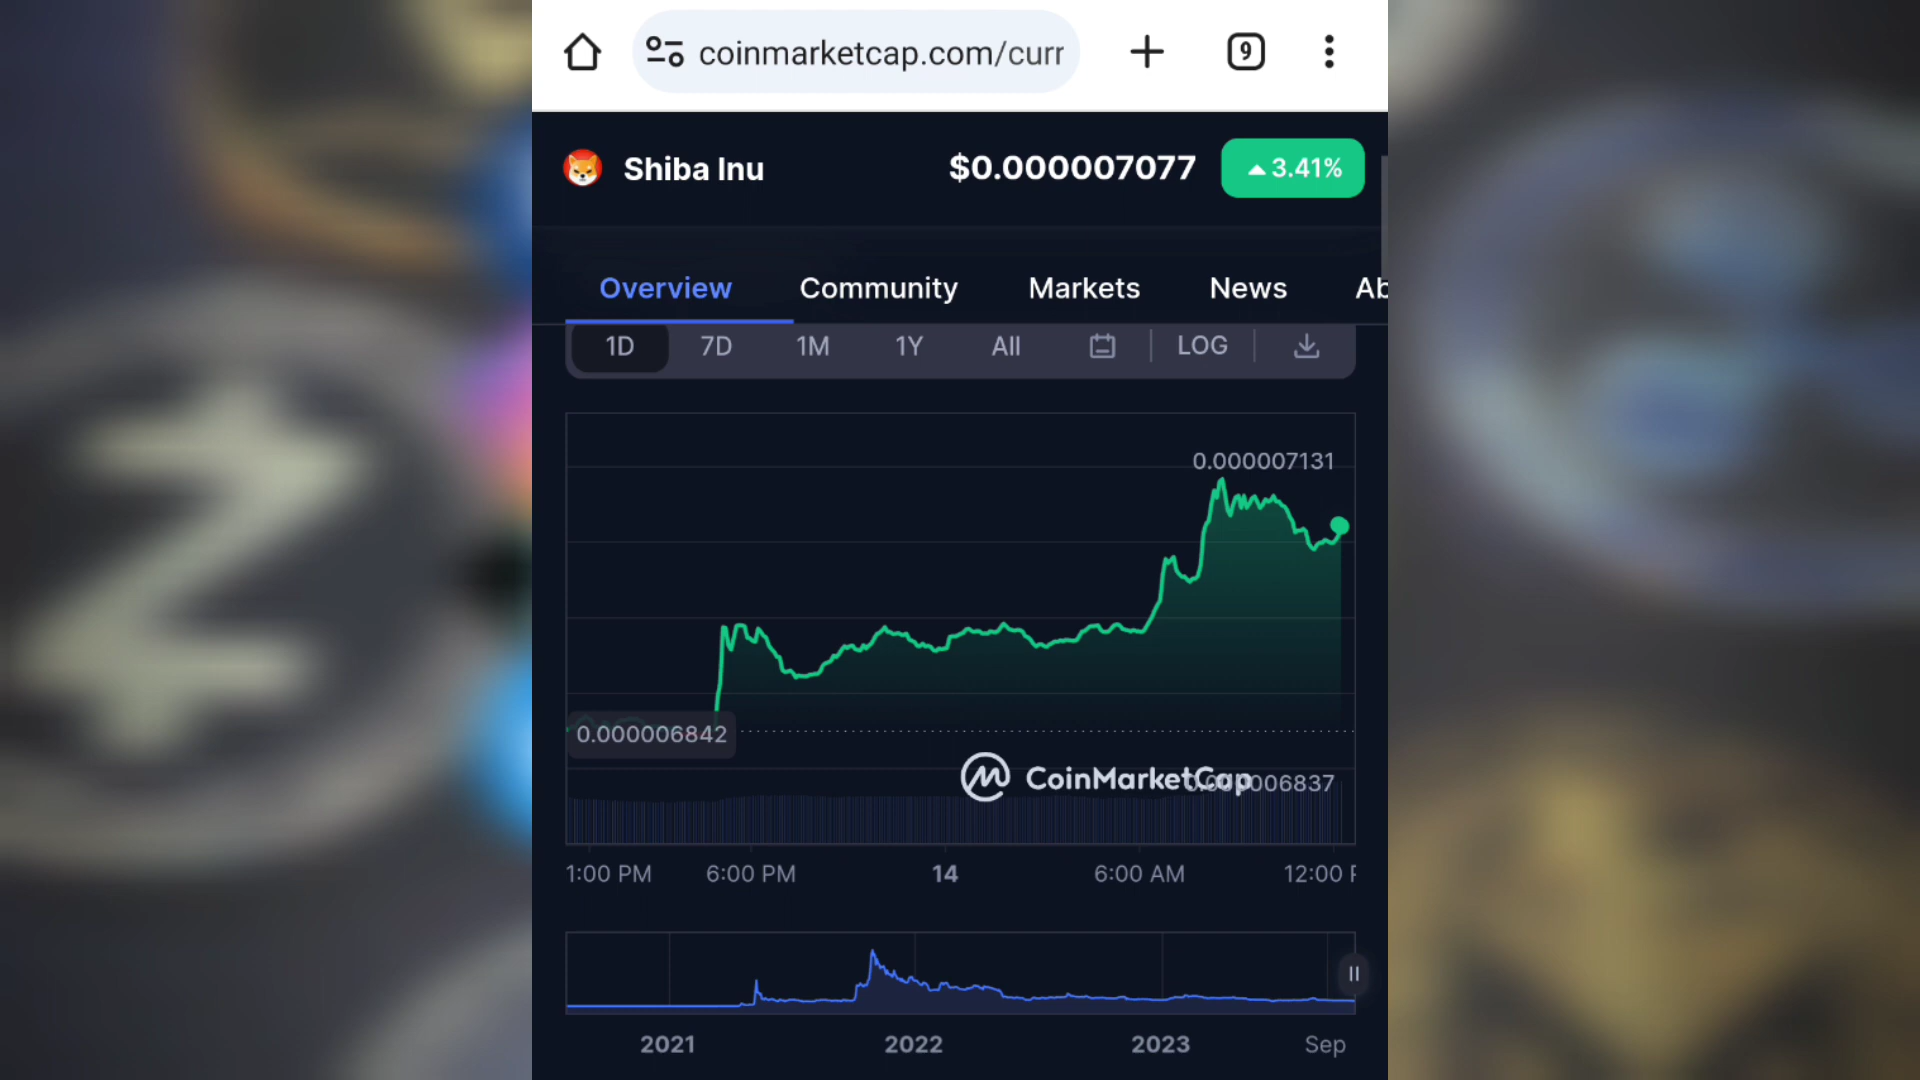 coinmarketcap.com/curr
9
Shiba Inu
$0.000007077
3.41%
Overview Community Markets News Ab
1D 7D 1M 1Y All LOG
0.000007131
0.000006842
CoinMarketCap
0.000006837
1:00 PM 6:00 PM 14 6:00 AM 12:00 P
2021 2022 2023 Sep